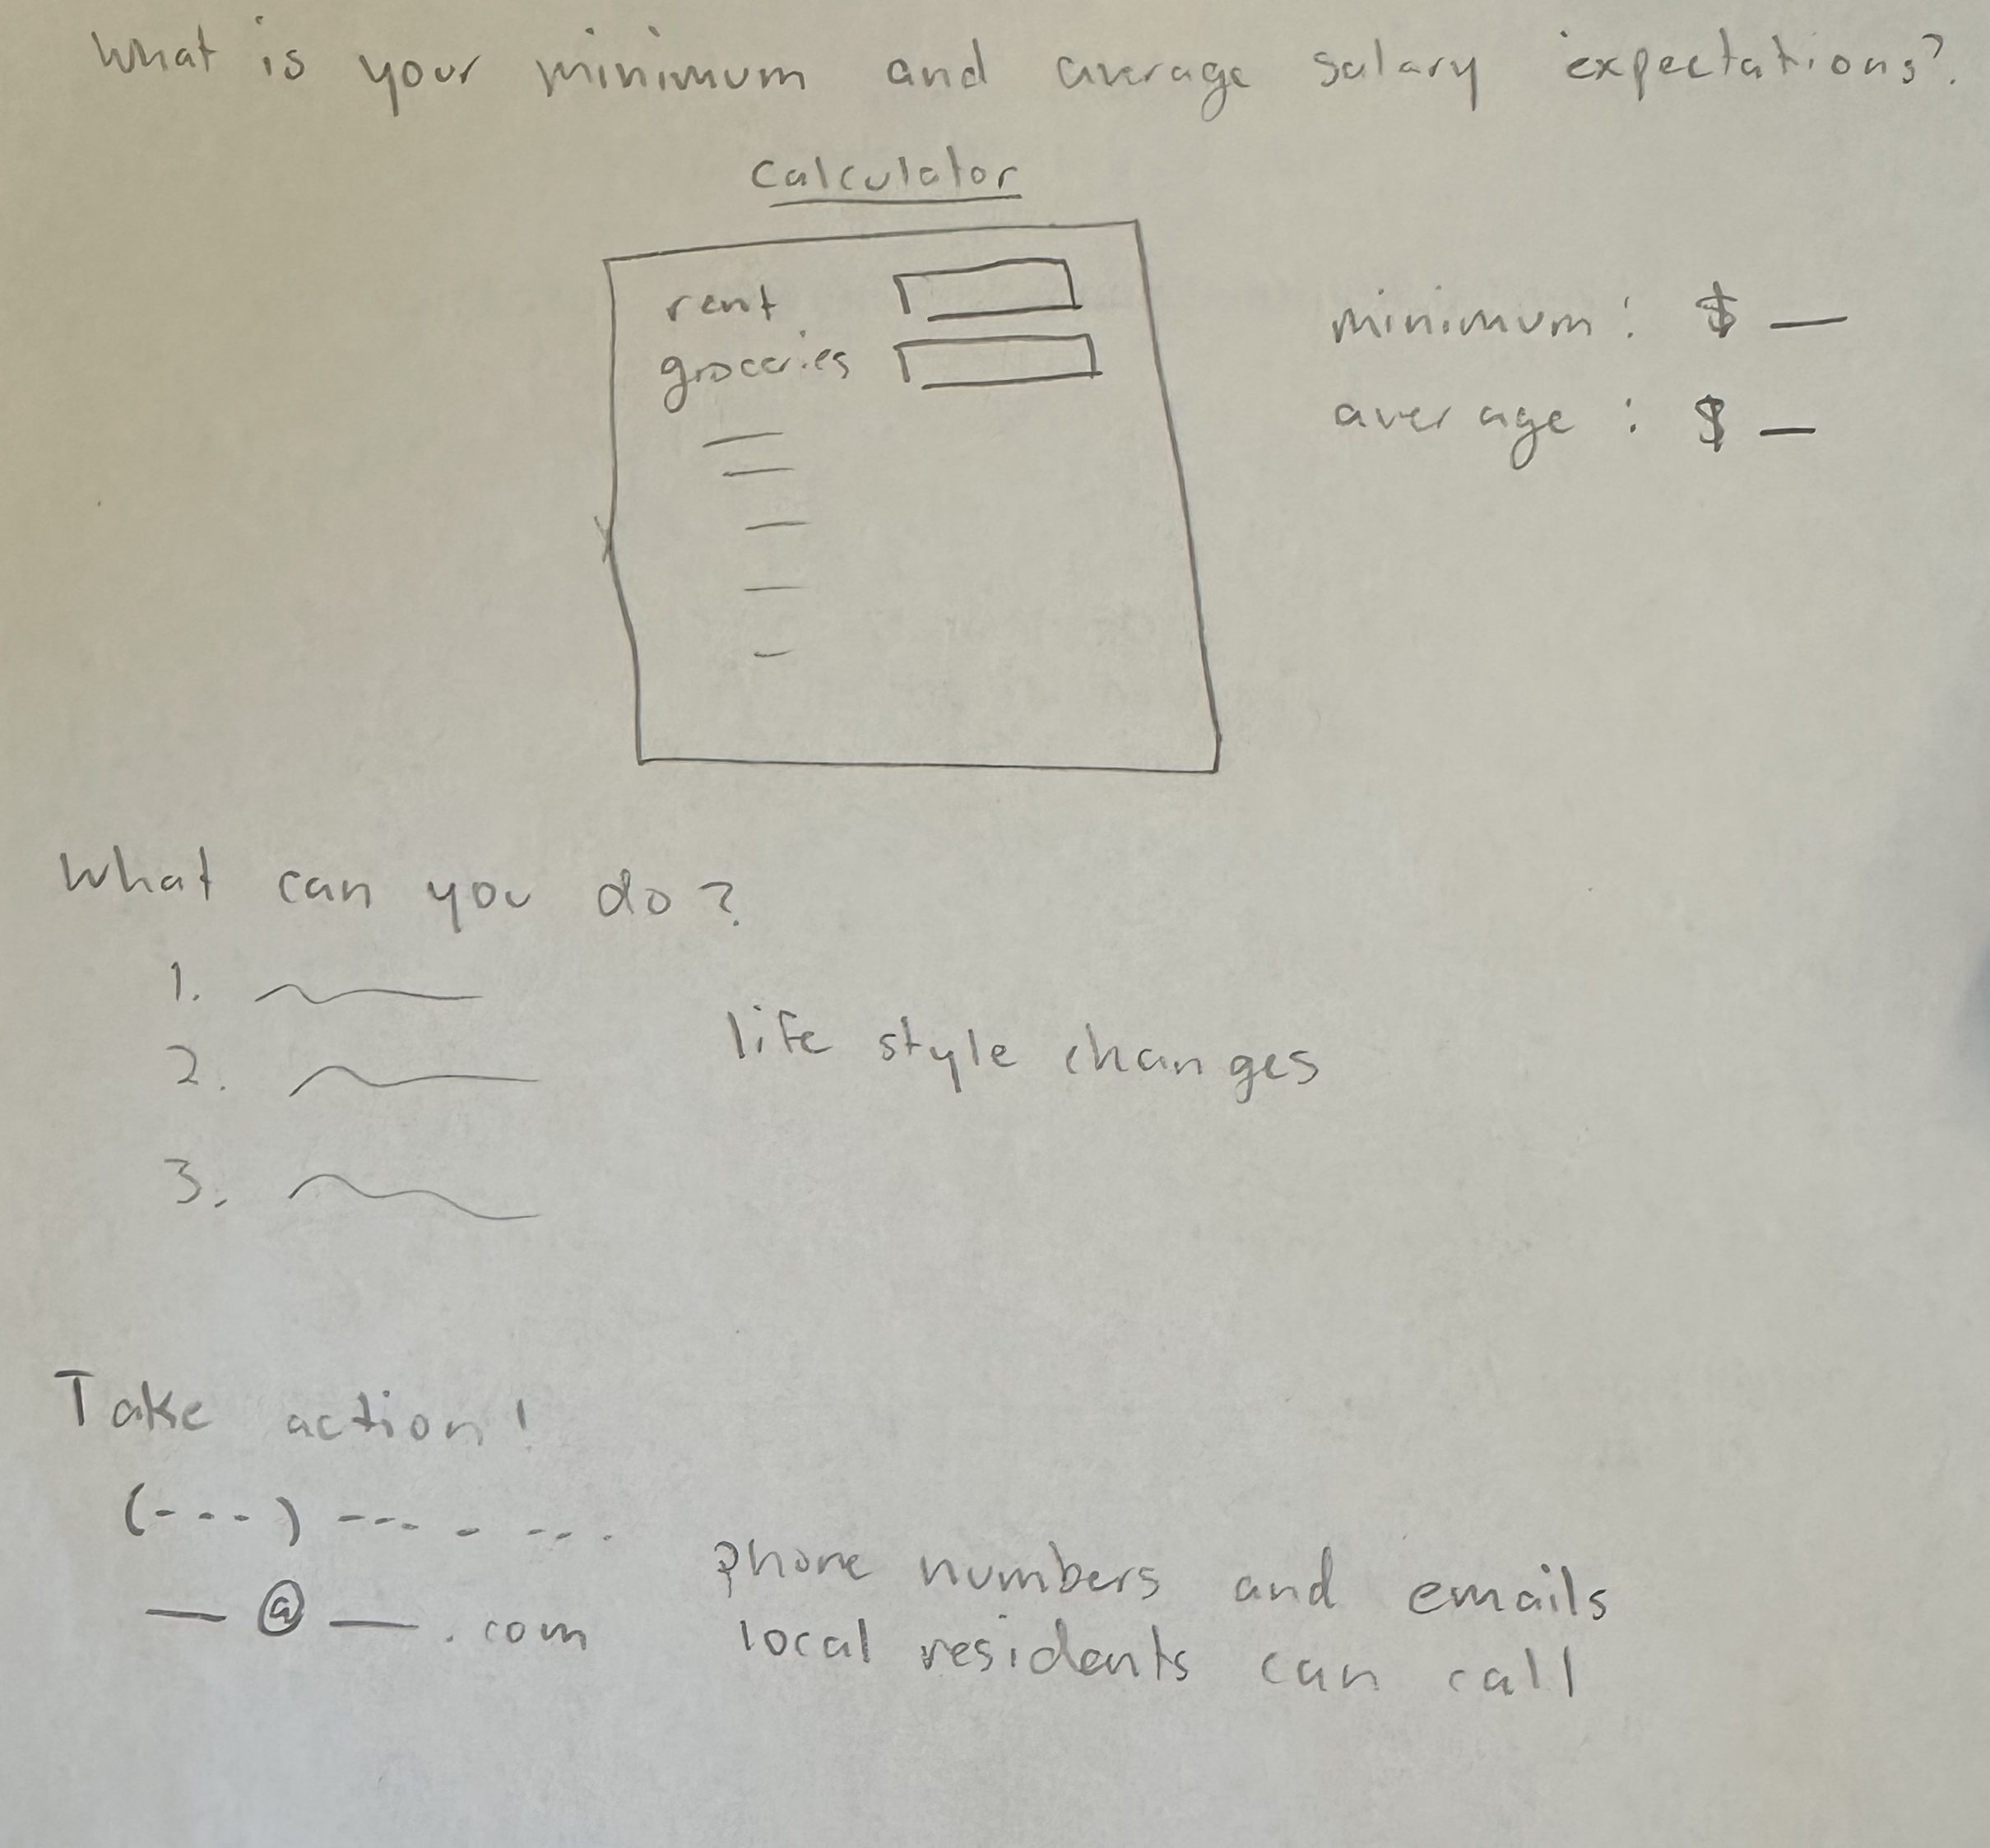 What is your minimum and average salary expectations?
Calculator
rent
groceries
minimum: $ —
average: $ —
What can you do?
1.
2.
3.
life style changes
Take action!
(---) --- - ---.
— @ — .com
phone numbers and emails
local residents can call